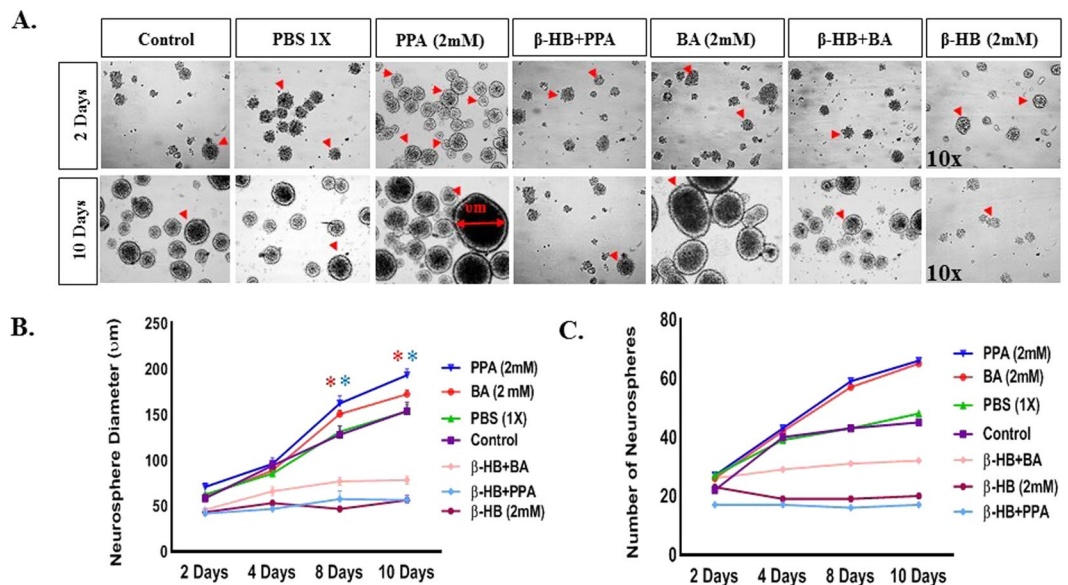 A.
Control PBS 1X PPA (2mM) β-HB+PPA BA (2mM) β-HB+BA β-HB (2mM)
2 Days
10x
10 Days
υm
10x
B.
Neurosphere Diameter (υm)
250
200
150
100
50
0
* *
* *
2 Days 4 Days 8 Days 10 Days
PPA (2mM)
BA (2 mM)
PBS (1X)
Control
β-HB+BA
β-HB+PPA
β-HB (2mM)
C.
Number of Neurospheres
80
60
40
20
0
2 Days 4 Days 8 Days 10 Days
PPA (2mM)
BA (2mM)
PBS (1X)
Control
β-HB+BA
β-HB (2mM)
β-HB+PPA